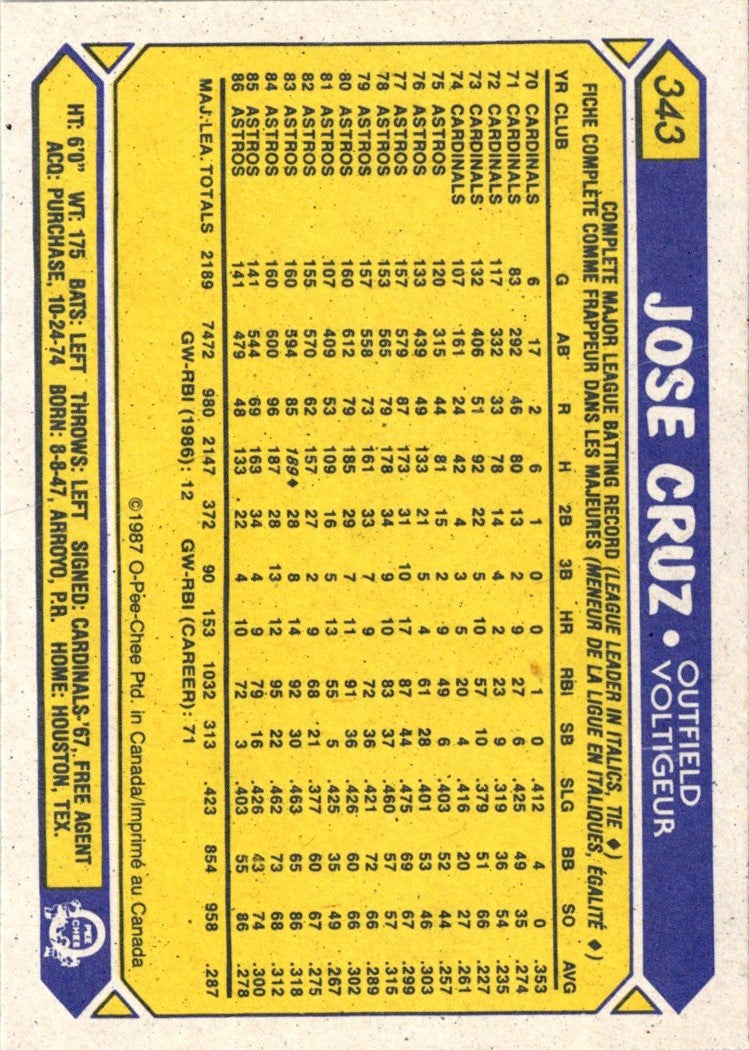 343
JOSE CRUZ • OUTFIELD
VOLTIGEUR
COMPLETE MAJOR LEAGUE BATTING RECORD (LEAGUE LEADER IN ITALICS, TIE ♦)
FICHE COMPLÈTE COMME FRAPPEUR DANS LES MAJEURES (MENEUR DE LA LIGUE EN ITALIQUES, ÉGALITÉ ♦)
YR CLUB G AB R H 2B 3B HR RBI SB SLG BB SO AVG
70 CARDINALS 6 17 2 6 1 0 0 1 0 .412 4 0 .353
71 CARDINALS 83 292 46 80 13 2 9 27 6 .425 49 35 .274
72 CARDINALS 117 332 33 78 14 4 2 23 9 .319 36 54 .235
73 CARDINALS 132 406 51 92 22 5 10 57 10 .379 51 66 .227
74 CARDINALS 107 161 24 42 4 3 5 20 4 .416 20 27 .261
75 ASTROS 120 315 44 81 15 2 9 49 6 .403 52 44 .257
76 ASTROS 133 439 49 133 21 5 4 61 28 .401 53 46 .303
77 ASTROS 157 579 87 173 31 10 17 87 44 .475 69 67 .299
78 ASTROS 153 565 79 178 34 9 10 83 37 .460 57 57 .315
79 ASTROS 157 558 73 161 33 7 9 72 36 .421 72 66 .289
80 ASTROS 160 612 79 185 29 7 11 91 36 .426 60 66 .302
81 ASTROS 107 409 53 109 16 5 13 55 5 .425 35 49 .267
82 ASTROS 155 570 62 157 27 2 9 68 21 .377 60 67 .275
83 ASTROS 160 594 85 189♦ 28 8 14 92 30 .463 65 86 .318
84 ASTROS 160 600 96 187 28 13 12 95 22 .462 73 68 .312
85 ASTROS 141 544 69 163 34 4 9 79 16 .426 43 74 .300
86 ASTROS 141 479 48 133 22 4 10 72 3 .403 55 86 .278
MAJ. LEA. TOTALS 2189 7472 980 2147 372 90 153 1032 313 .423 854 958 .287
GW-RBI (1986): 12 GW-RBI (CAREER): 71
©1987 O-Pee-Chee Ptd. in Canada/Imprimé au Canada
HT: 6'0" WT: 175 BATS: LEFT THROWS: LEFT SIGNED: CARDINALS-'67, FREE AGENT
ACQ: PURCHASE, 10-24-74 BORN: 8-8-47, ARROYO, P.R. HOME: HOUSTON, TEX.
O
PEE
CHEE